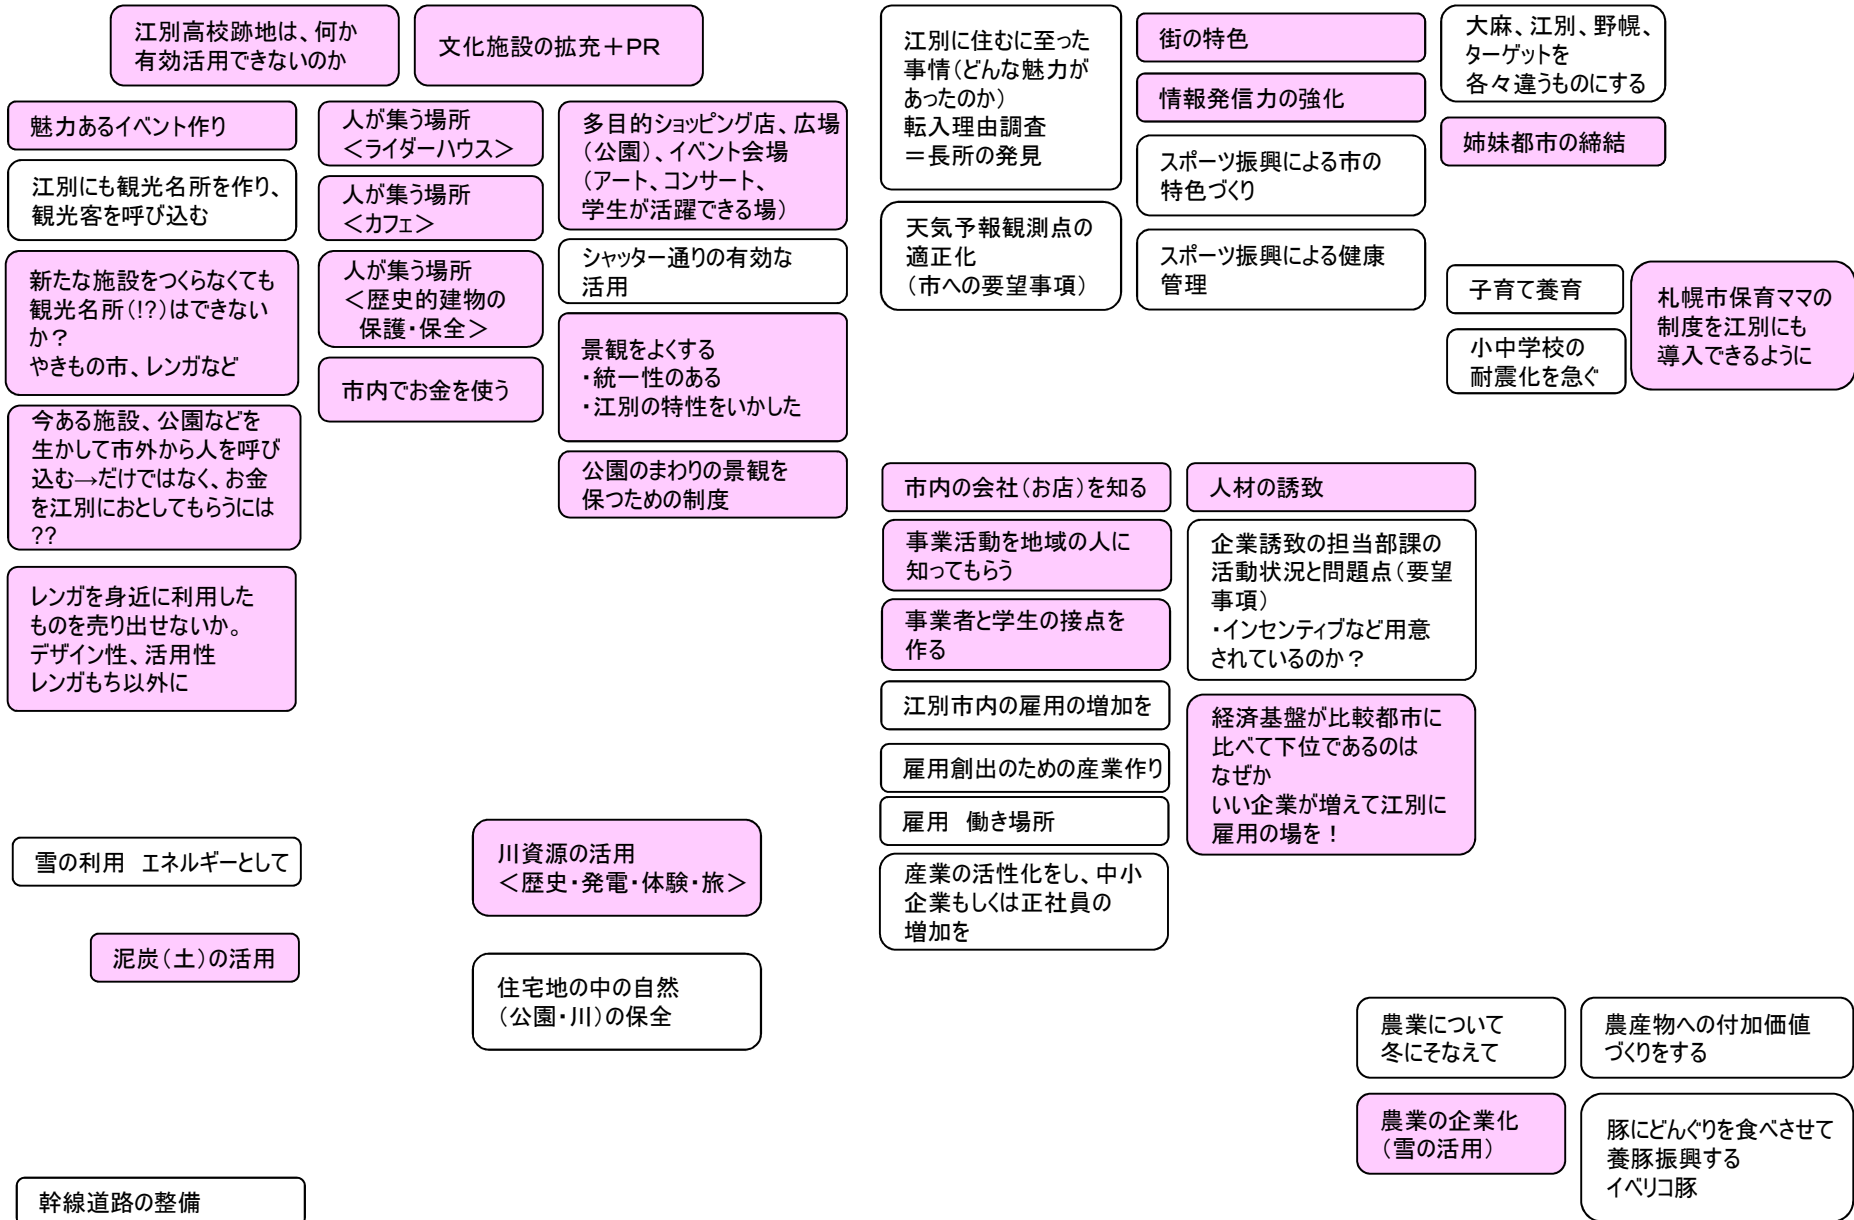 江別高校跡地は、何か
有効活用できないのか
文化施設の拡充＋PR
魅力あるイベント作り
江別にも観光名所を作り、
観光客を呼び込む
新たな施設をつくらなくても
観光名所（!?）はできない
か？
やきもの市、レンガなど
今ある施設、公園などを
生かして市外から人を呼び
込む→だけではなく、お金
を江別におとしてもらうには
??
レンガを身近に利用した
ものを売り出せないか。
デザイン性、活用性
レンガもち以外に
人が集う場所
＜ライダーハウス＞
人が集う場所
＜カフェ＞
人が集う場所
＜歴史的建物の
保護・保全＞
市内でお金を使う
多目的ショッピング店、広場
（公園）、イベント会場
（アート、コンサート、
学生が活躍できる場）
シャッター通りの有効な
活用
景観をよくする
・統一性のある
・江別の特性をいかした
公園のまわりの景観を
保つための制度
江別に住むに至った
事情（どんな魅力が
あったのか）
転入理由調査
＝長所の発見
天気予報観測点の
適正化
（市への要望事項）
街の特色
情報発信力の強化
スポーツ振興による市の
特色づくり
スポーツ振興による健康
管理
大麻、江別、野幌、
ターゲットを
各々違うものにする
姉妹都市の締結
子育て養育
小中学校の
耐震化を急ぐ
札幌市保育ママの
制度を江別にも
導入できるように
市内の会社（お店）を知る
事業活動を地域の人に
知ってもらう
事業者と学生の接点を
作る
江別市内の雇用の増加を
雇用創出のための産業作り
雇用　働き場所
産業の活性化をし、中小
企業もしくは正社員の
増加を
人材の誘致
企業誘致の担当部課の
活動状況と問題点（要望
事項）
・インセンティブなど用意
されているのか？
経済基盤が比較都市に
比べて下位であるのは
なぜか
いい企業が増えて江別に
雇用の場を！
雪の利用　エネルギーとして
泥炭（土）の活用
川資源の活用
＜歴史・発電・体験・旅＞
住宅地の中の自然
（公園・川）の保全
農業について
冬にそなえて
農産物への付加価値
づくりをする
農業の企業化
（雪の活用）
豚にどんぐりを食べさせて
養豚振興する
イベリコ豚
幹線道路の整備